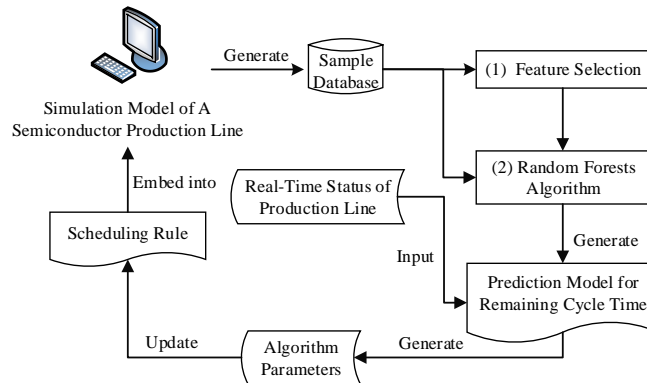 Generate
Sample
Database
(1) Feature Selection
Simulation Model of A
Semiconductor Production Line
(2) Random Forests
Algorithm
Embed into
Real-Time Status of
Production Line
Scheduling Rule
Generate
Input
Prediction Model for
Remaining Cycle Time
Update
Algorithm
Parameters
Generate